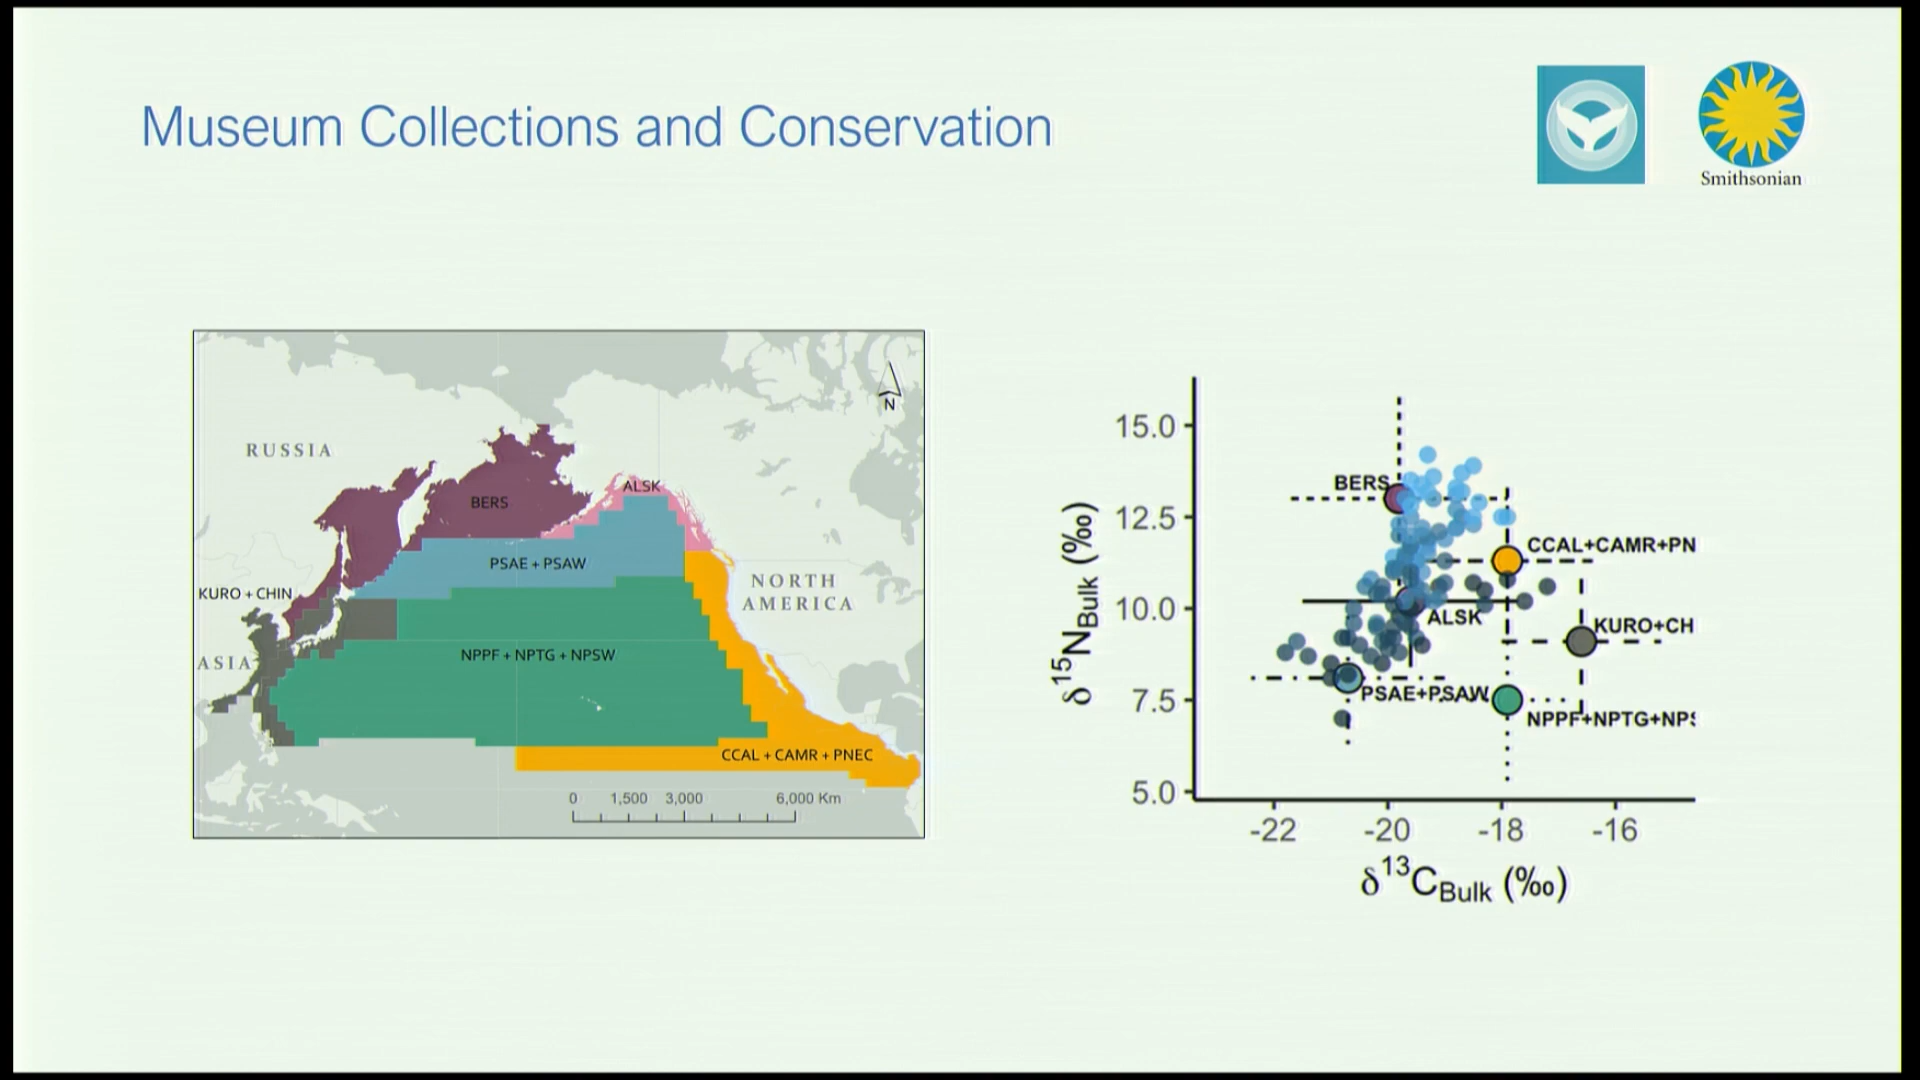 Museum Collections and Conservation
Smithsonian
N
RUSSIA
BERS
ALSK
PSAE + PSAW
KURO + CHIN
NORTH
AMERICA
ASIA
NPPF + NPTG + NPSW
CCAL + CAMR + PNEC
0 1,500 3,000 6,000 Km
15.0
12.5
10.0
7.5
5.0
δ15NBulk (‰)
BERS
CCAL+CAMR+PN
ALSK
KURO+CH
PSAE+PSAW
NPPF+NPTG+NPS
-22 -20 -18 -16
δ13CBulk (‰)